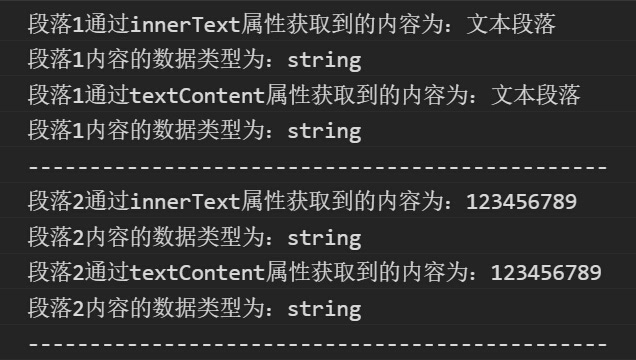 段落1通过innerText属性获取到的内容为：文本段落
段落1内容的数据类型为：string
段落1通过textContent属性获取到的内容为：文本段落
段落1内容的数据类型为：string
------------------------------------------------
段落2通过innerText属性获取到的内容为：123456789
段落2内容的数据类型为：string
段落2通过textContent属性获取到的内容为：123456789
段落2内容的数据类型为：string
------------------------------------------------